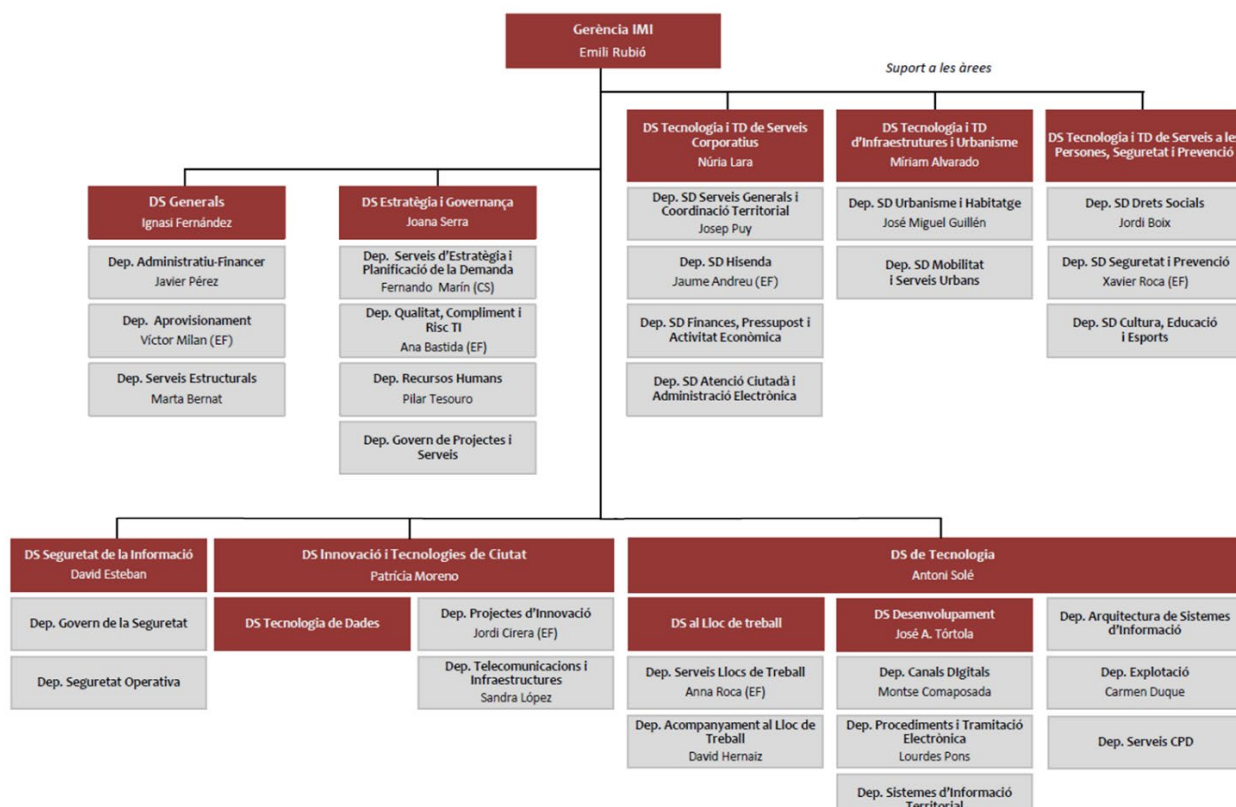 Gerència IMI
Emili Rubió
Suport a les àrees
DS Tecnologia i TD de Serveis
Corporatius
Núria Lara
DS Tecnologia i TD
d'Infraestrutures i Urbanisme
Míriam Alvarado
DS Tecnologia i TD de Serveis a les
Persones, Seguretat i Prevenció
DS Generals
Ignasi Fernández
DS Estratègia i Governança
Joana Serra
Dep. SD Serveis Generals i
Coordinació Territorial
Josep Puy
Dep. SD Urbanisme i Habitatge
José Miguel Guillén
Dep. SD Drets Socials
Jordi Boix
Dep. Administratiu-Financer
Javier Pérez
Dep. Serveis d'Estratègia i
Planificació de la Demanda
Fernando Marín (CS)
Dep. SD Hisenda
Jaume Andreu (EF)
Dep. SD Mobilitat
i Serveis Urbans
Dep. SD Seguretat i Prevenció
Xavier Roca (EF)
Dep. Aprovisionament
Víctor Milan (EF)
Dep. Qualitat, Compliment i
Risc TI
Ana Bastida (EF)
Dep. SD Finances, Pressupost i
Activitat Econòmica
Dep. SD Cultura, Educació
i Esports
Dep. Serveis Estructurals
Marta Bernat
Dep. Recursos Humans
Pilar Tesouro
Dep. SD Atenció Ciutadà i
Administració Electrònica
Dep. Govern de Projectes i
Serveis
DS Seguretat de la Informació
David Esteban
DS Innovació i Tecnologies de Ciutat
Patrícia Moreno
DS de Tecnologia
Antoni Solé
Dep. Govern de la Seguretat
DS Tecnologia de Dades
Dep. Projectes d'Innovació
Jordi Cirera (EF)
DS al Lloc de treball
DS Desenvolupament
José A. Tórtola
Dep. Arquitectura de Sistemes
d'Informació
Dep. Seguretat Operativa
Dep. Telecomunicacions i
Infraestructures
Sandra López
Dep. Serveis Llocs de Treball
Anna Roca (EF)
Dep. Canals DIgitals
Montse Comaposada
Dep. Explotació
Carmen Duque
Dep. Acompanyament al Lloc de
Treball
David Hernaiz
Dep. Procediments i Tramitació
Electrònica
Lourdes Pons
Dep. Serveis CPD
Dep. Sistemes d'Informació
Territorial